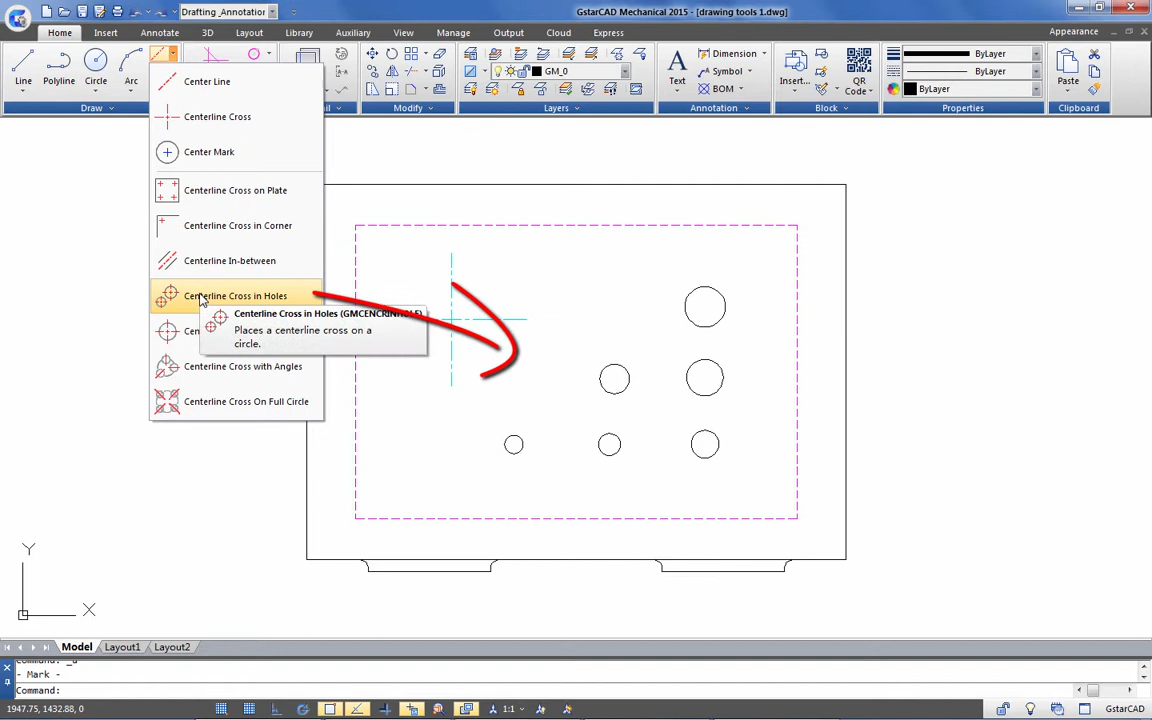 Drafting_Annotation
GstarCAD Mechanical 2015 - [drawing tools 1.dwg]
Home
Insert
Annotate
3D
Layout
Library
Auxiliary
View
Manage
Output
Cloud
Express
Appearance
Line
Polyline
Circle
Arc
GM_0
Text
Dimension
Symbol
BOM
Insert...
QR
Code
ByLayer
ByLayer
ByLayer
Paste
Draw
Modify
Layers
Annotation
Block
Properties
Clipboard
Center Line
Centerline Cross
Center Mark
Centerline Cross on Plate
Centerline Cross in Corner
Centerline In-between
Centerline Cross in Holes
Centerline Cross in Holes (GMCENCRINHOLE)
Places a centerline cross on a
circle.
Centerline Cross with Angles
Centerline Cross On Full Circle
Y
X
Model
Layout1
Layout2
- Mark -
Command:
1947.75, 1432.88, 0
1:1
GstarCAD